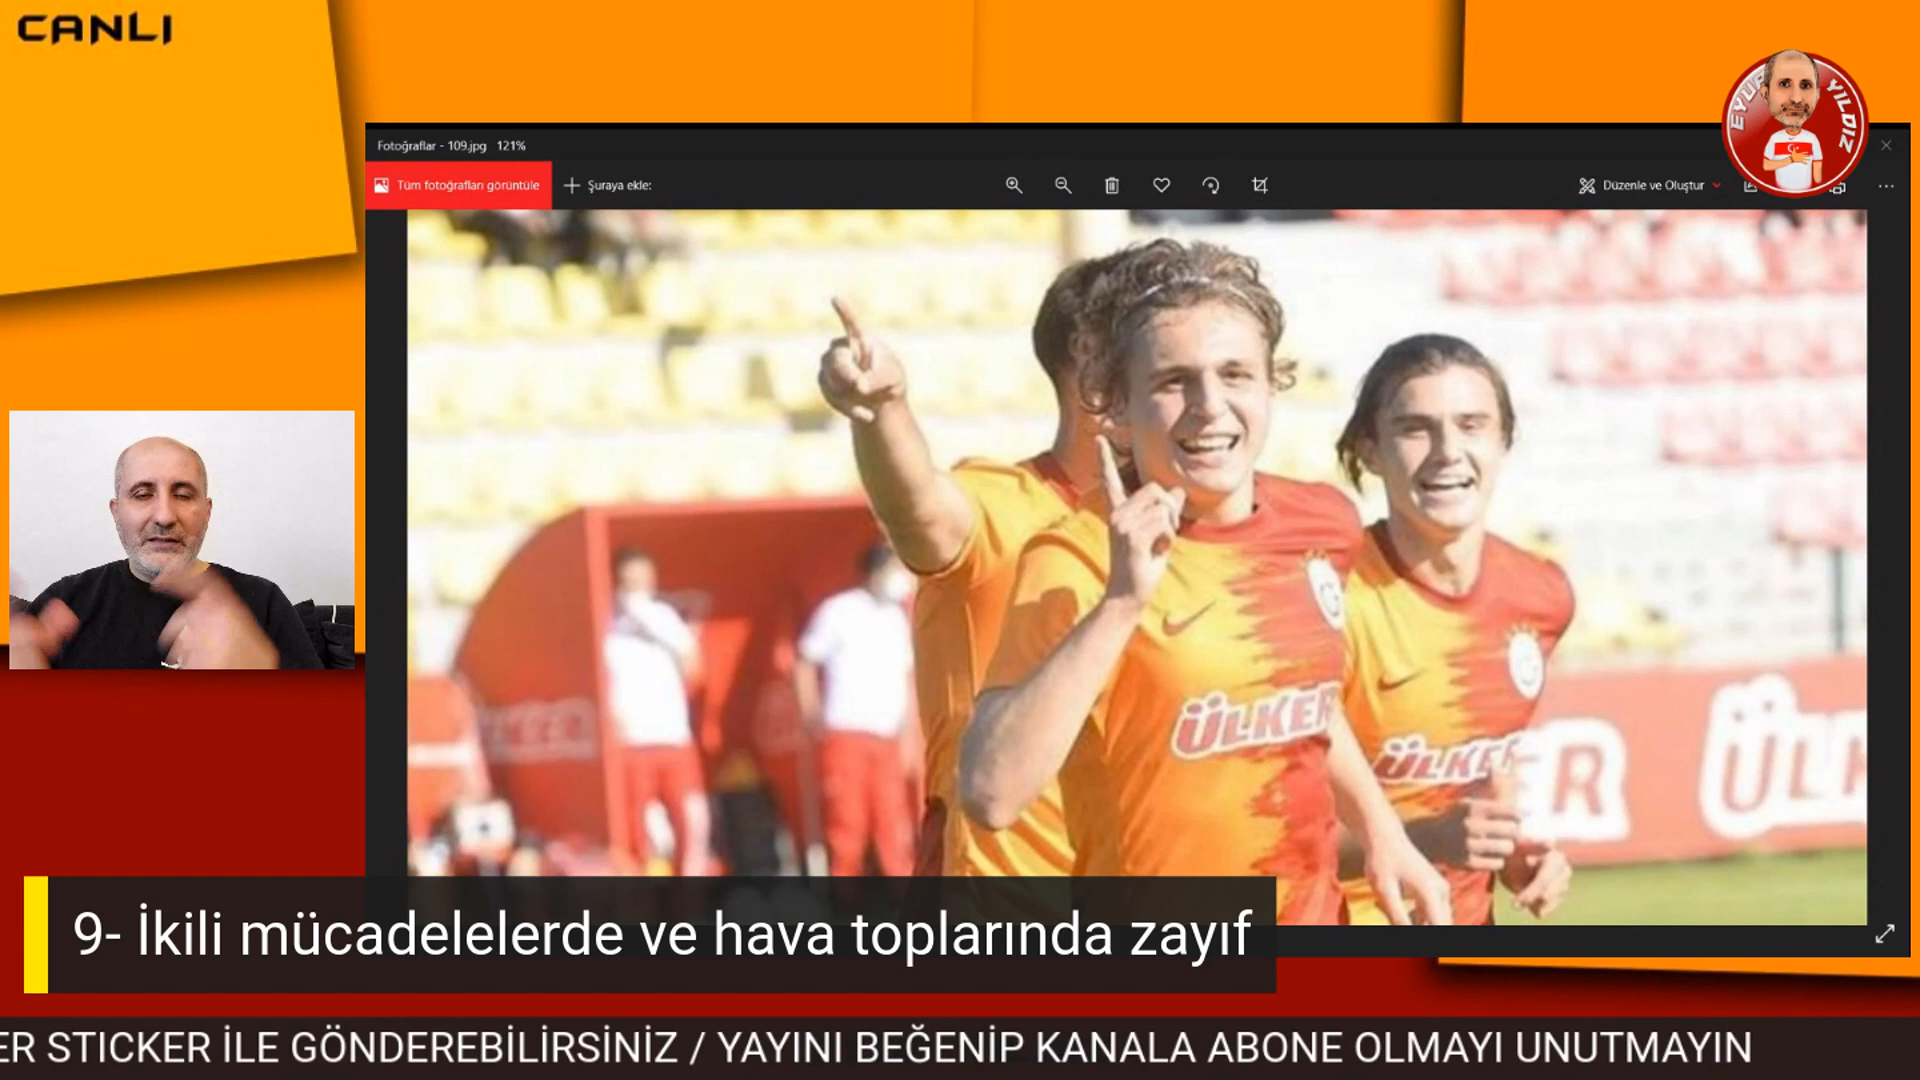 CANLI
EYÜP YILDIZ
Fotoğraflar - 109.jpg 121%
Tüm fotoğrafları görüntüle
Şuraya ekle:
Düzenle ve Oluştur
ÜLKER
ÜLKER
ÜLKER
9- İkili mücadelelerde ve hava toplarında zayıf
ER STICKER İLE GÖNDEREBİLİRSİNİZ / YAYINI BEĞENİP KANALA ABONE OLMAYI UNUTMAYIN